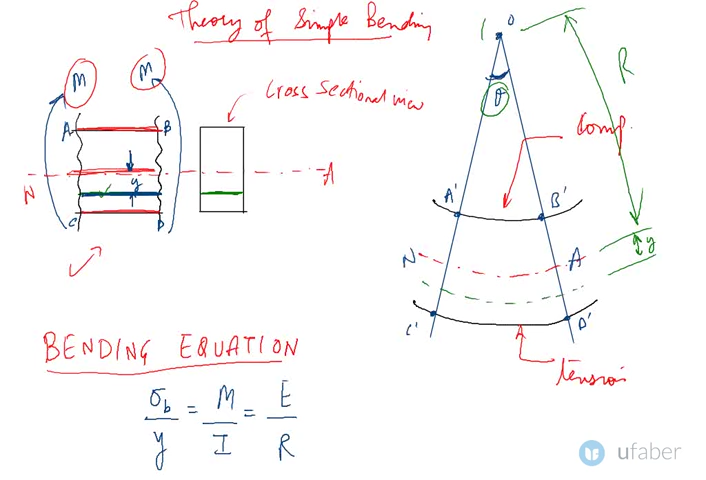 Theory of Simple Bending
M M
Cross Sectional view
A B
N y A
C D
O
R
θ
Comp.
A' B'
N A
y
C' A D'
tension
BENDING EQUATION
σb/y = M/I = E/R
ufaber